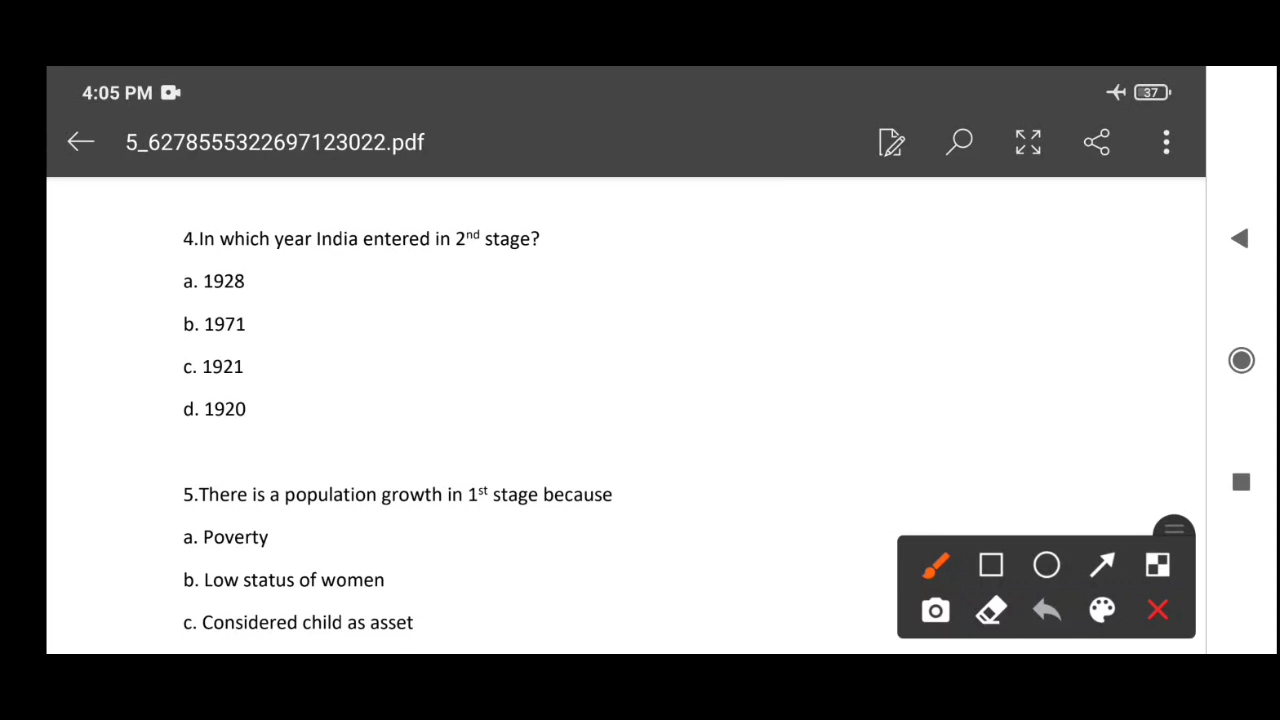 4:05 PM
37
5_6278555322697123022.pdf
4.In which year India entered in 2nd stage?
a. 1928
b. 1971
c. 1921
d. 1920
5.There is a population growth in 1st stage because
a. Poverty
b. Low status of women
c. Considered child as asset